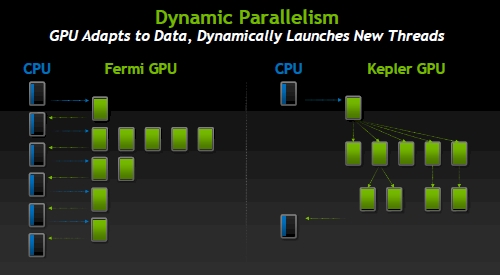 Dynamic Parallelism
GPU Adapts to Data, Dynamically Launches New Threads
CPU Fermi GPU CPU Kepler GPU